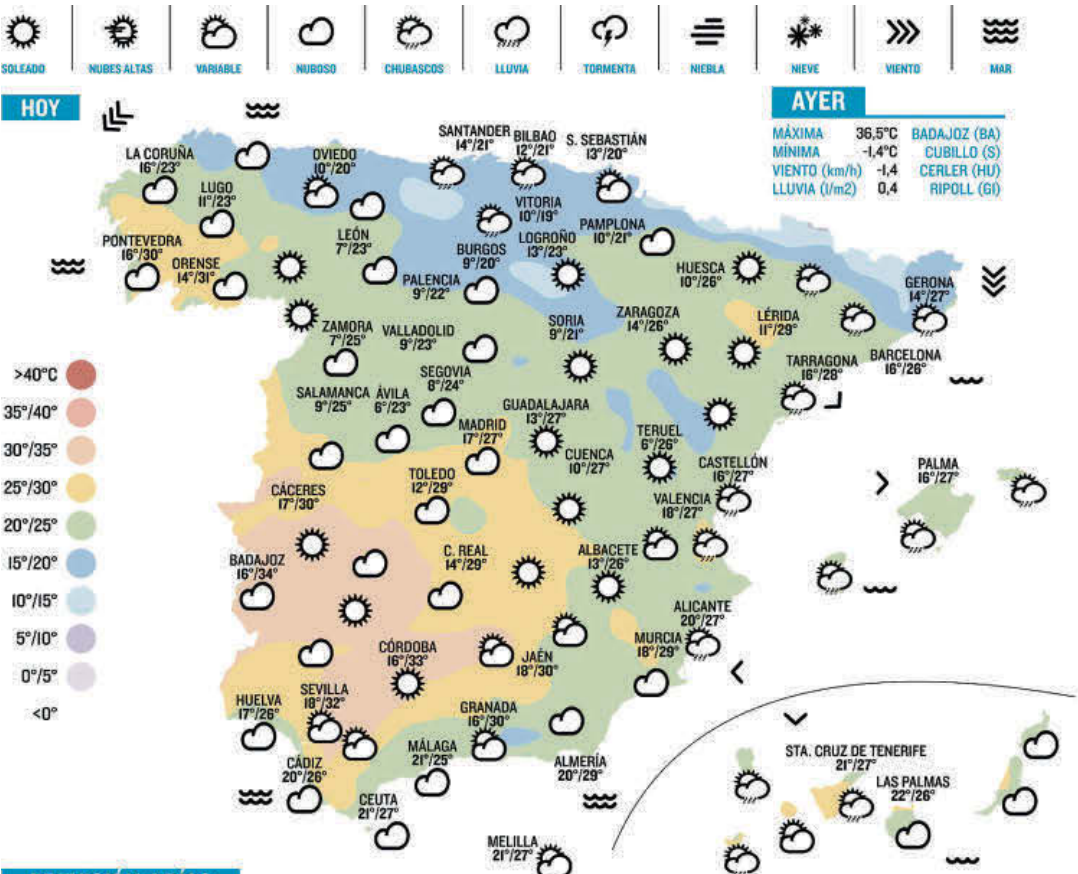 SOLEADO
NUBES ALTAS
VARIABLE
NUBOSO
CHUBASCOS
LLUVIA
TORMENTA
NIEBLA
NIEVE
VIENTO
MAR
HOY
AYER
MÁXIMA 36,5°C BADAJOZ (BA)
MÍNIMA -1,4°C CUBILLO (S)
VIENTO (km/h) -1,4 CERLER (HU)
LLUVIA (l/m2) 0,4 RIPOLL (GI)
LA CORUÑA
16°/23°
LUGO
11°/23°
OVIEDO
10°/20°
SANTANDER
14°/21°
BILBAO
12°/21°
S. SEBASTIÁN
13°/20°
VITORIA
10°/19°
PAMPLONA
10°/21°
PONTEVEDRA
16°/30°
ORENSE
14°/31°
LEÓN
7°/23°
BURGOS
9°/20°
LOGROÑO
13°/23°
PALENCIA
9°/22°
HUESCA
10°/26°
GERONA
14°/27°
ZAMORA
7°/25°
VALLADOLID
9°/23°
SORIA
9°/21°
ZARAGOZA
14°/26°
LÉRIDA
11°/29°
TARRAGONA
16°/28°
BARCELONA
16°/26°
SEGOVIA
8°/24°
SALAMANCA
9°/25°
ÁVILA
6°/23°
GUADALAJARA
13°/27°
MADRID
17°/27°
TERUEL
6°/26°
CUENCA
10°/27°
CASTELLÓN
16°/27°
PALMA
16°/27°
TOLEDO
12°/29°
CÁCERES
17°/30°
VALENCIA
18°/27°
BADAJOZ
16°/34°
C. REAL
14°/29°
ALBACETE
13°/26°
ALICANTE
20°/27°
MURCIA
18°/29°
CÓRDOBA
16°/33°
JAÉN
18°/30°
HUELVA
17°/26°
SEVILLA
18°/32°
GRANADA
16°/30°
MÁLAGA
21°/25°
ALMERÍA
20°/29°
CÁDIZ
20°/26°
CEUTA
21°/27°
MELILLA
21°/27°
STA. CRUZ DE TENERIFE
21°/27°
LAS PALMAS
22°/26°
>40°C
35°/40°
30°/35°
25°/30°
20°/25°
15°/20°
10°/15°
5°/10°
0°/5°
<0°